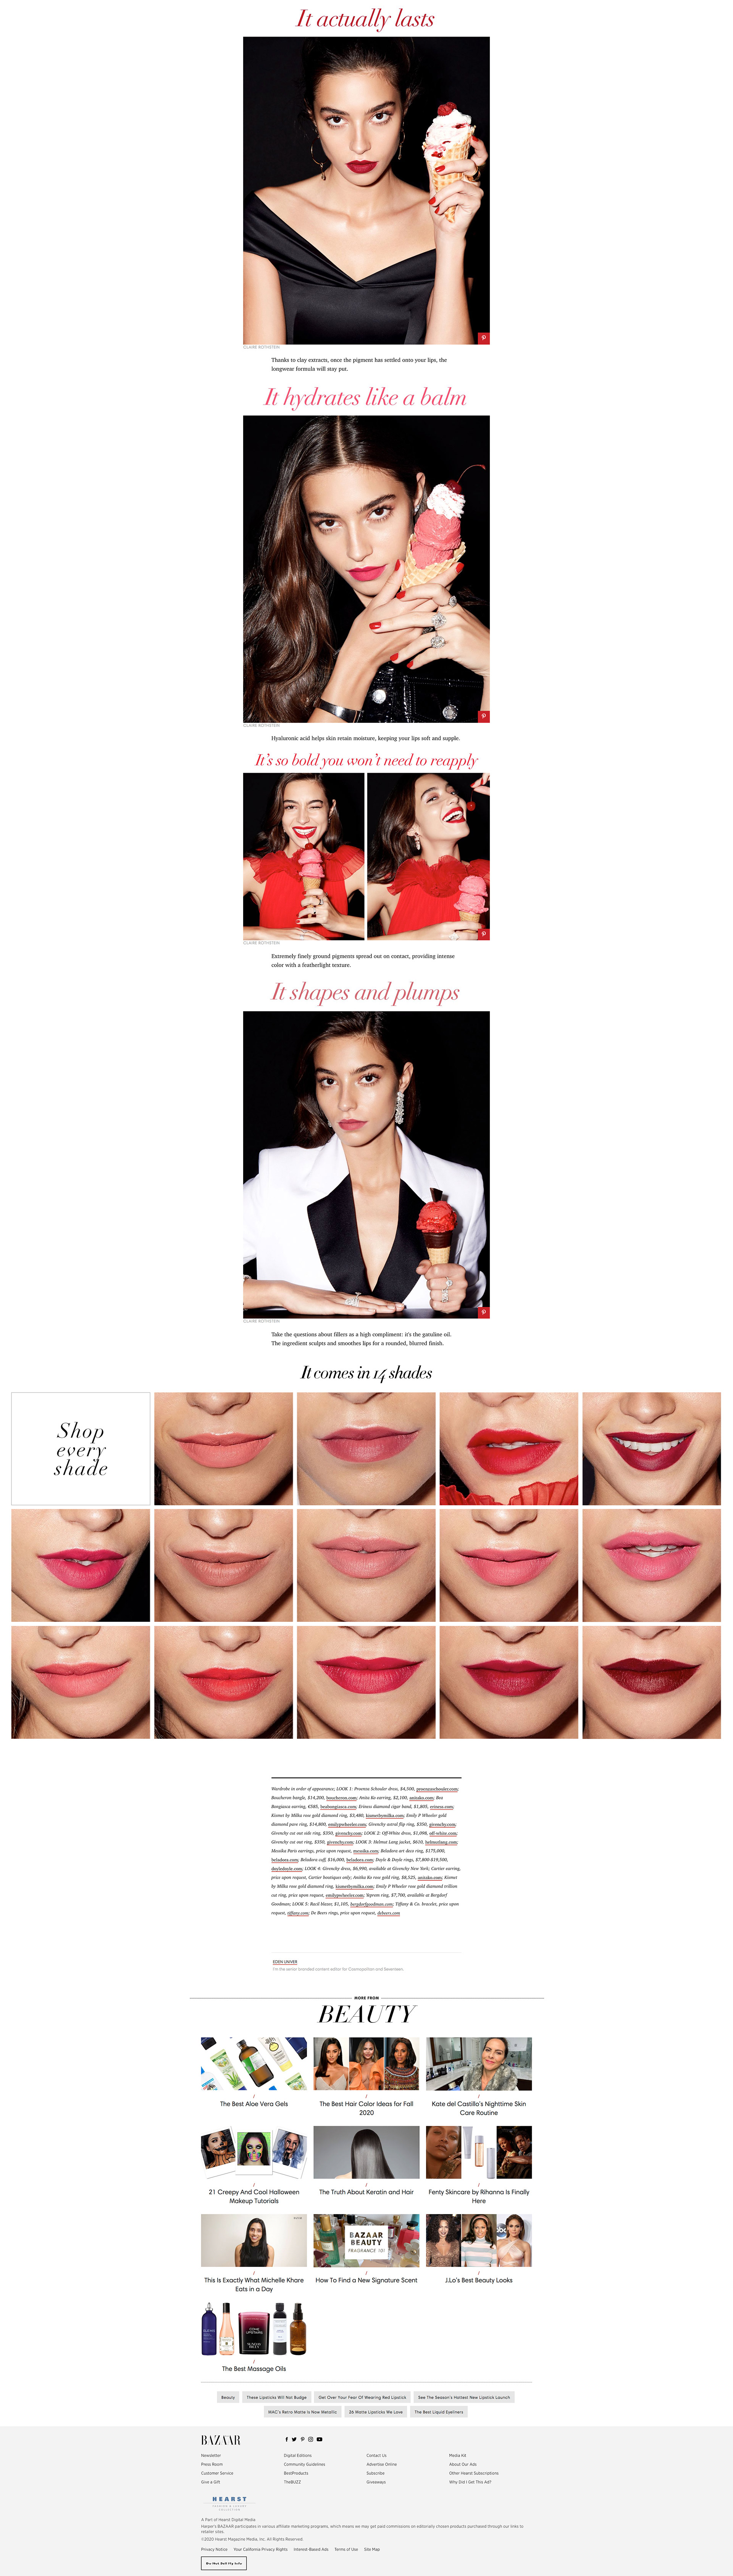 It actually lasts
CLAIRE ROTHSTEIN
Thanks to clay extracts, once the pigment has settled onto your lips, the
longwear formula will stay put.
It hydrates like a balm
CLAIRE ROTHSTEIN
Hyaluronic acid helps skin retain moisture, keeping your lips soft and supple.
It's so bold you won't need to reapply
CLAIRE ROTHSTEIN
Extremely finely ground pigments spread out on contact, providing intense
color with a featherlight texture.
It shapes and plumps
CLAIRE ROTHSTEIN
Take the questions about fillers as a high compliment: it's the gatuline oil.
The ingredient sculpts and smoothes lips for a rounded, blurred finish.
It comes in 14 shades
Shop
every
shade
Wardrobe in order of appearance; LOOK 1: Proenza Schouler dress, $4,500, proenzaschouler.com;
Boucheron bangle, $14,200, boucheron.com; Anita Ko earring, $2,100, anitako.com; Bea
Bongiasca earring, €585, beabongiasca.com; Eriness diamond cigar band, $1,805, eriness.com;
Kismet by Milka rose gold diamond ring, $3,480, kismetbymilka.com; Emily P Wheeler gold
diamond pave ring, $14,800, emilypwheeler.com; Givenchy astral flip ring, $350, givenchy.com;
Givenchy cut out side ring, $350, givenchy.com; LOOK 2: Off-White dress, $1,098, off-white.com;
Givenchy cut out ring, $350, givenchy.com; LOOK 3: Helmut Lang jacket, $610, helmutlang.com;
Messika Paris earrings, price upon request, messika.com; Beladora art deco ring, $175,000,
beladora.com; Beladora cuff, $16,000, beladora.com; Doyle & Doyle rings, $7,800-$19,500,
doyledoyle.com; LOOK 4: Givenchy dress, $6,990, available at Givenchy New York; Cartier earring,
price upon request, Cartier boutiques only; Anita Ko rose gold ring, $8,525, anitako.com; Kismet
by Milka rose gold diamond ring, kismetbymilka.com; Emily P Wheeler rose gold diamond trillion
cut ring, price upon request, emilypwheeler.com; Yeprem ring, $7,700, available at Bergdorf
Goodman; LOOK 5: Racil blazer, $1,105, bergdorfgoodman.com; Tiffany & Co. bracelet, price upon
request, tiffany.com; De Beers rings, price upon request, debeers.com
EDEN UNIVER
I'm the senior branded content editor for Cosmopolitan and Seventeen.
MORE FROM
BEAUTY
The Best Aloe Vera Gels
The Best Hair Color Ideas for Fall
2020
Kate del Castillo's Nighttime Skin
Care Routine
21 Creepy And Cool Halloween
Makeup Tutorials
The Truth About Keratin and Hair
Fenty Skincare by Rihanna Is Finally
Here
BAZAAR
BEAUTY
FRAGRANCE 101
This Is Exactly What Michelle Khare
Eats in a Day
How To Find a New Signature Scent
J.Lo's Best Beauty Looks
The Best Massage Oils
Beauty
These Lipsticks Will Not Budge
Get Over Your Fear Of Wearing Red Lipstick
See The Season's Hottest New Lipstick Launch
MAC's Retro Matte Is Now Metallic
26 Matte Lipsticks We Love
The Best Liquid Eyeliners
BAZAAR
Newsletter
Digital Editions
Contact Us
Media Kit
Press Room
Community Guidelines
Advertise Online
About Our Ads
Customer Service
BestProducts
Subscribe
Other Hearst Subscriptions
Give a Gift
TheBUZZ
Giveaways
Why Did I Get This Ad?
HEARST
A Part of Hearst Digital Media
Harper's BAZAAR participates in various affiliate marketing programs, which means we may get paid commissions on editorially chosen products purchased through our links to
retailer sites.
©2020 Hearst Magazine Media, Inc. All Rights Reserved.
Privacy Notice
Your California Privacy Rights
Interest-Based Ads
Terms of Use
Site Map
Do Not Sell My Info